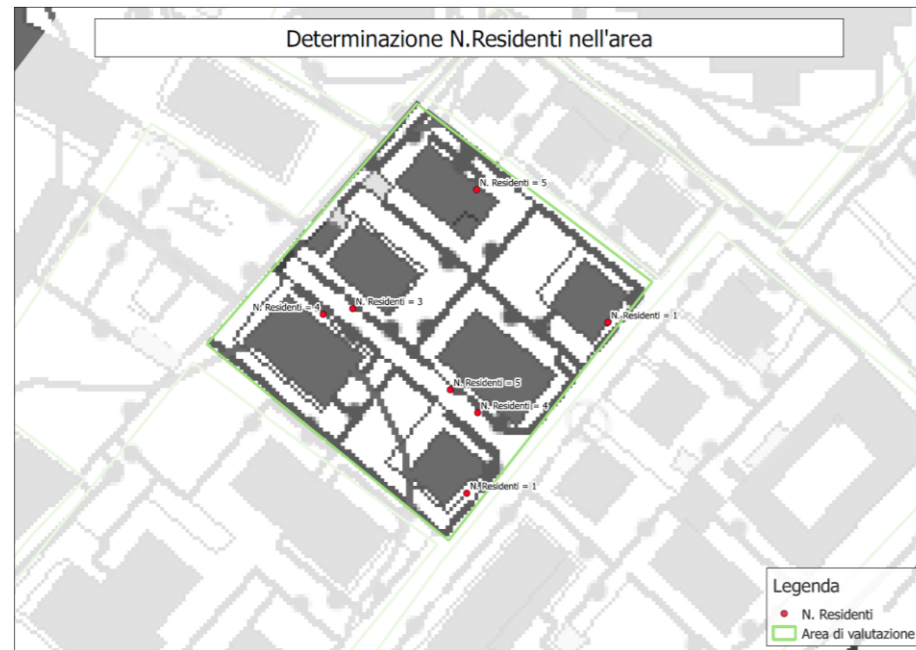 Determinazione N.Residenti nell'area
N. Residenti = 5
N. Residenti = 3
N. Residenti = 4
N. Residenti = 1
N. Residenti = 5
N. Residenti = 4
N. Residenti = 1
Legenda
N. Residenti
Area di valutazione